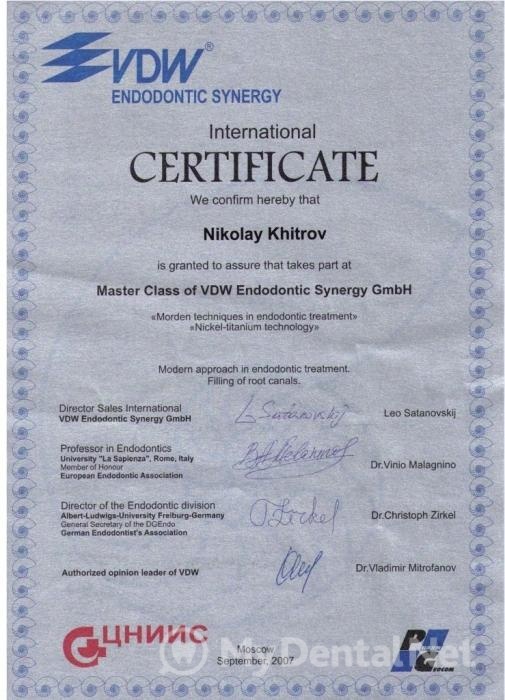 VDW®
ENDODONTIC SYNERGY
International
CERTIFICATE
We confirm hereby that
Nikolay Khitrov
is granted to assure that takes part at
Master Class of VDW Endodontic Synergy GmbH
«Morden techniques in endodontic treatment»
«Nickel-titanium technology»
Modern approach in endodontic treatment.
Filling of root canals.
Director Sales International
VDW Endodontic Synergy GmbH
L Satanovskij
Leo Satanovskij
Professor in Endodontics
University "La Sapienza", Rome, Italy
Member of Honour
European Endodontic Association
Dr.Vinio Malagnino
Director of the Endodontic division
Albert-Ludwigs-University Freiburg-Germany
General Secretary of the DGEndo
German Endodontist's Association
Zirkel
Dr.Christoph Zirkel
Authorized opinion leader of VDW
Dr.Vladimir Mitrofanov
ЦНИИС
Moscow
September, 2007
MyDental